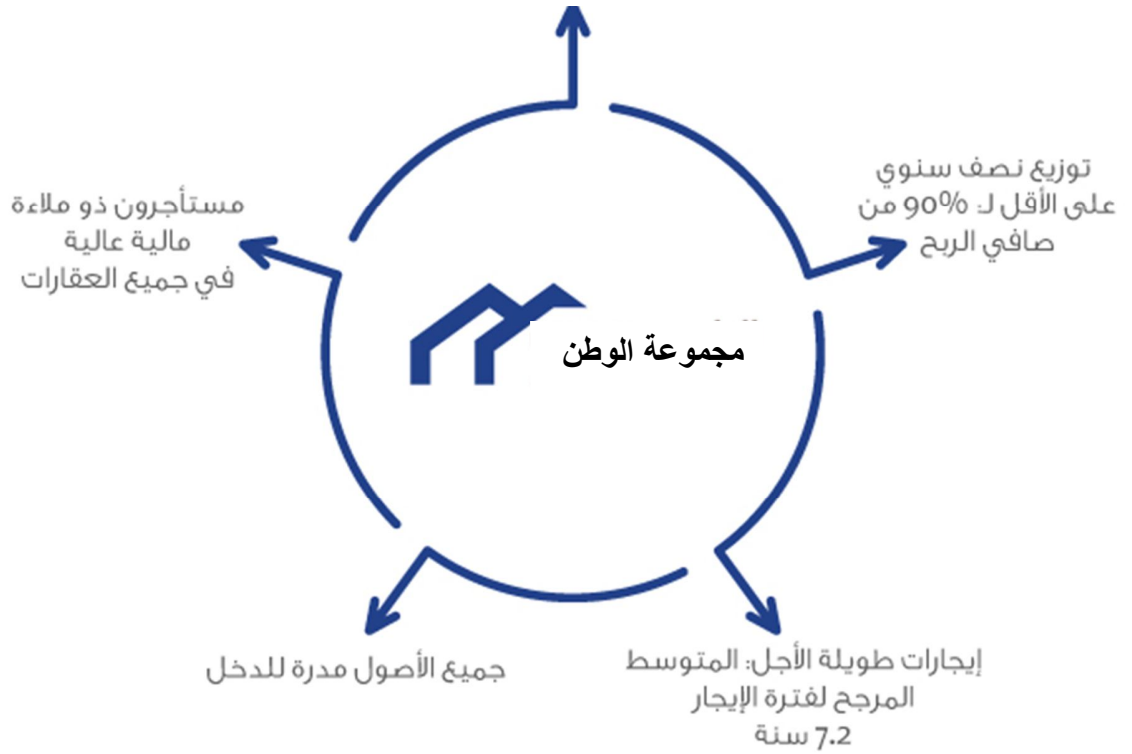 توزيع نصف سنوي
على الأقل لـ: 90% من
صافي الربح
مستأجرون ذو ملاءة
مالية عالية
في جميع العقارات
مجموعة الوطن
إيجارات طويلة الأجل: المتوسط
المرجح لفترة الإيجار
7.2 سنة
جميع الأصول مدرة للدخل